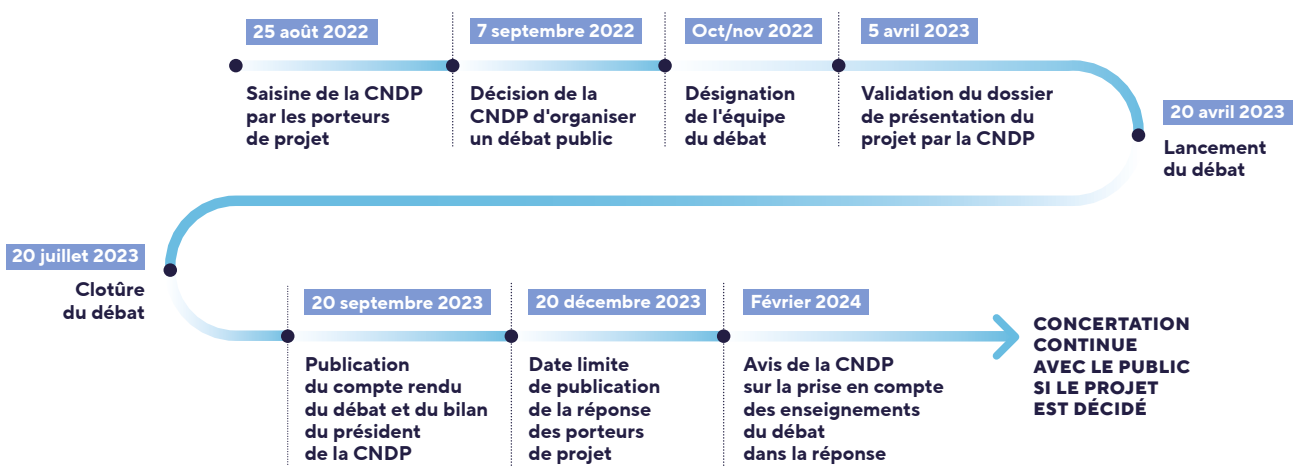 25 août 2022
Saisine de la CNDP
par les porteurs
de projet
7 septembre 2022
Décision de la
CNDP d'organiser
un débat public
Oct/nov 2022
Désignation
de l'équipe
du débat
5 avril 2023
Validation du dossier
de présentation du
projet par la CNDP
20 avril 2023
Lancement
du débat
20 juillet 2023
Clotûre
du débat
20 septembre 2023
Publication
du compte rendu
du débat et du bilan
du président
de la CNDP
20 décembre 2023
Date limite
de publication
de la réponse
des porteurs
de projet
Février 2024
Avis de la CNDP
sur la prise en compte
des enseignements
du débat
dans la réponse
CONCERTATION
CONTINUE
AVEC LE PUBLIC
SI LE PROJET
EST DÉCIDÉ